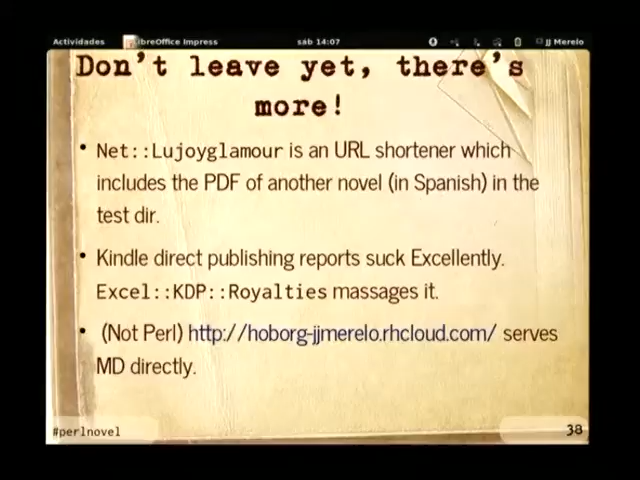 Actividades LibreOffice Impress sáb 14:07 JJ Merelo
Don't leave yet, there's
more!
• Net::Lujoyglamour is an URL shortener which
includes the PDF of another novel (in Spanish) in the
test dir.
• Kindle direct publishing reports suck Excellently.
Excel::KDP::Royalties massages it.
• (Not Perl) http://hoborg-jjmerelo.rhcloud.com/ serves
MD directly.
#perlnovel
38